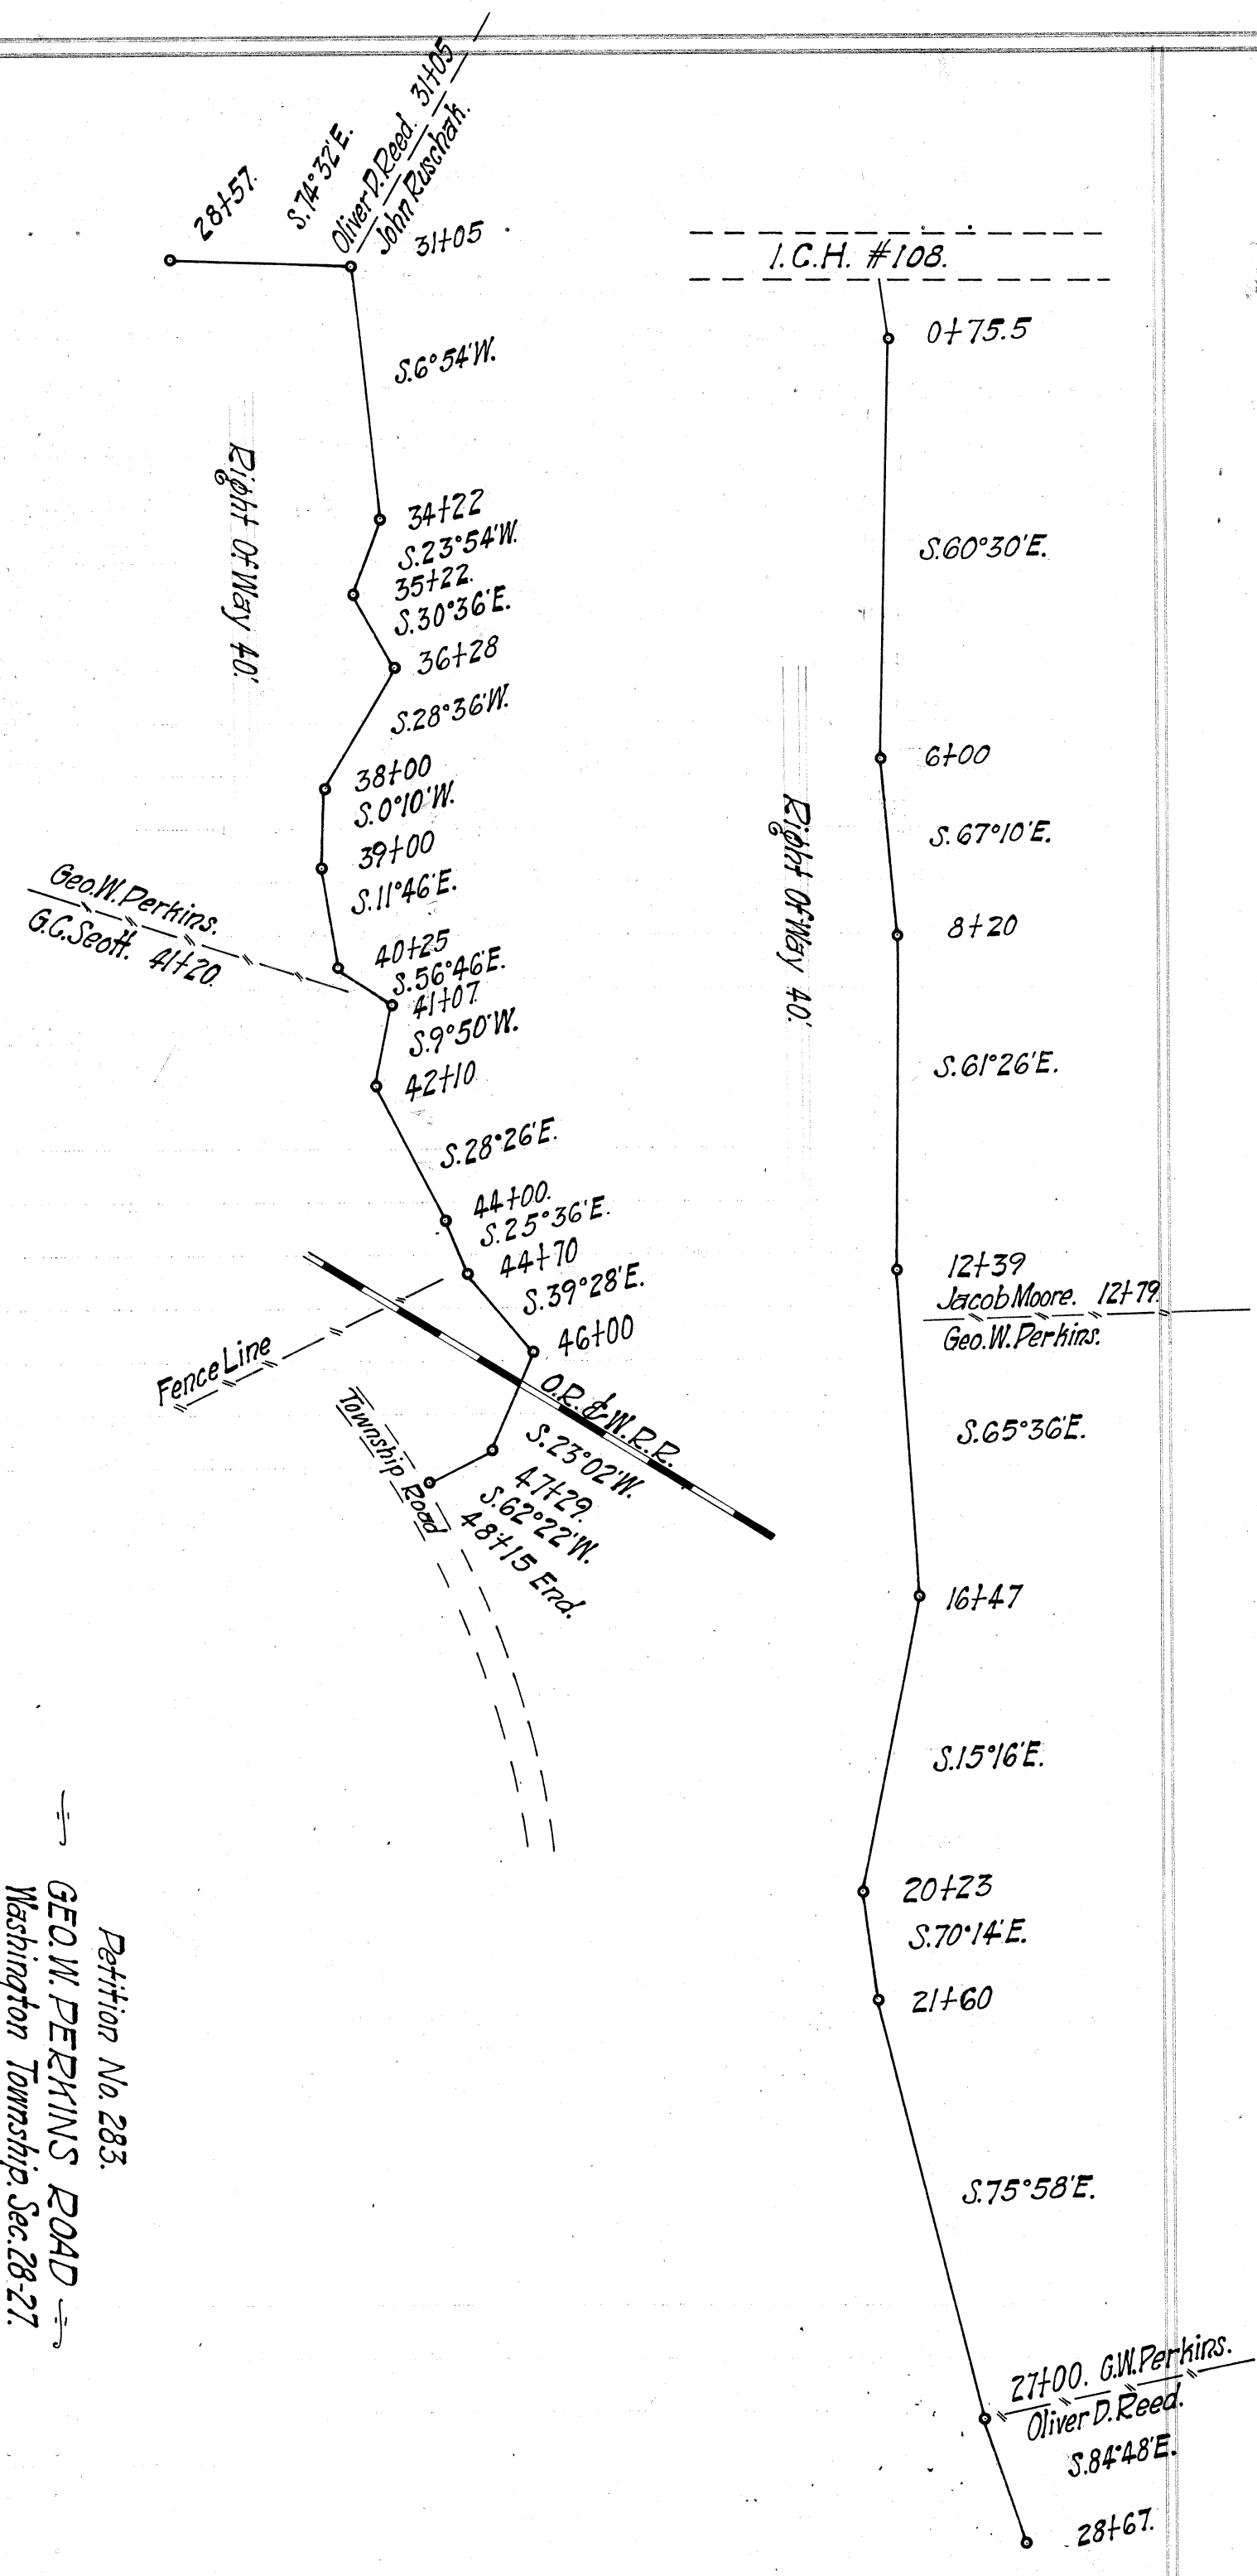 28+57.
S.74°32'E.
Oliver D. Reed. 31+05
John Ruschak.
31+05
S.6°54'W.
Right Of Way 40'.
34+22
S.23°54'W.
35+22.
S.30°36'E.
36+28
S.28°36'W.
38+00
S.0°10'W.
39+00
S.11°46'E.
Geo.W.Perkins.
G.C.Scott. 41+20.
40+25
S.56°46'E.
41+07.
S.9°50'W.
42+10
S.28°26'E.
44+00.
S.25°36'E.
44+70
S.39°28'E.
46+00
Fence Line
O.R.&W.R.R.
Township Road
S.23°02'W.
47+29.
S.62°22'W.
48+15 End.
I.C.H. #108.
0+75.5
S.60°30'E.
6+00
S.67°10'E.
Right Of Way 40'.
8+20
S.61°26'E.
12+39
Jacob Moore. 12+79.
Geo.W.Perkins.
S.65°36'E.
16+47
S.15°16'E.
20+23
S.70°14'E.
21+60
S.75°58'E.
27+00. G.W.Perkins.
Oliver D. Reed.
S.84°48'E.
28+67.
Petition No. 283.
GEO.W. PERKINS ROAD
Washington Township. Sec. 28-27.